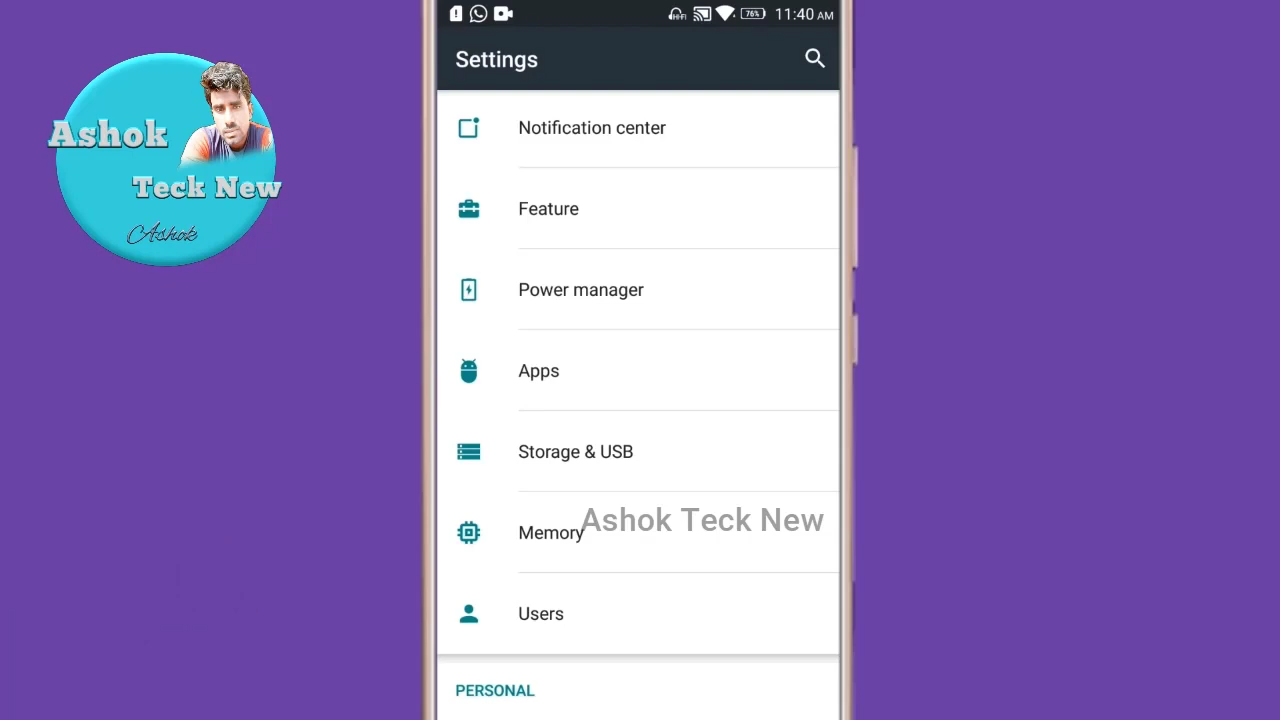 Ashok
Teck New
Ashok
76%
11:40 AM
Settings
Notification center
Feature
Power manager
Apps
Storage & USB
Memory
Ashok Teck New
Users
PERSONAL